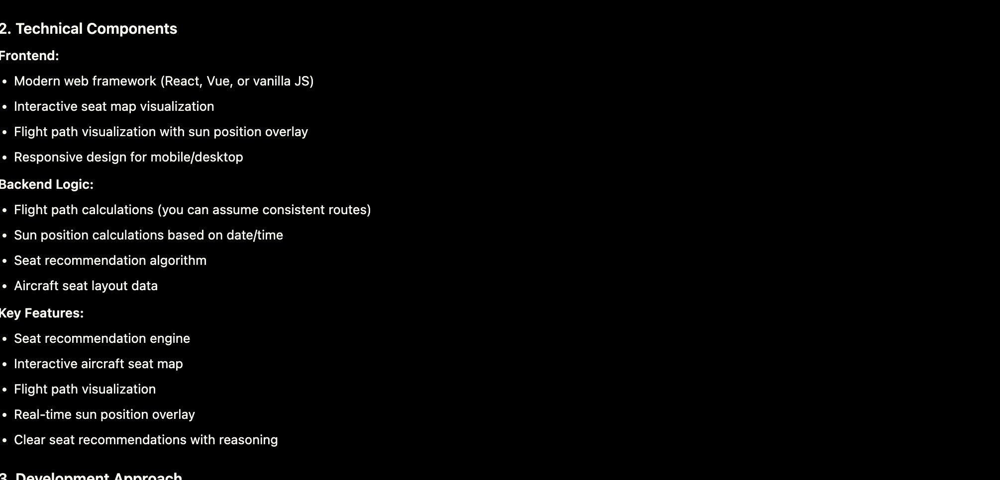 2. Technical Components
Frontend:
• Modern web framework (React, Vue, or vanilla JS)
• Interactive seat map visualization
• Flight path visualization with sun position overlay
• Responsive design for mobile/desktop
Backend Logic:
• Flight path calculations (you can assume consistent routes)
• Sun position calculations based on date/time
• Seat recommendation algorithm
• Aircraft seat layout data
Key Features:
• Seat recommendation engine
• Interactive aircraft seat map
• Flight path visualization
• Real-time sun position overlay
• Clear seat recommendations with reasoning
3. Development Approach